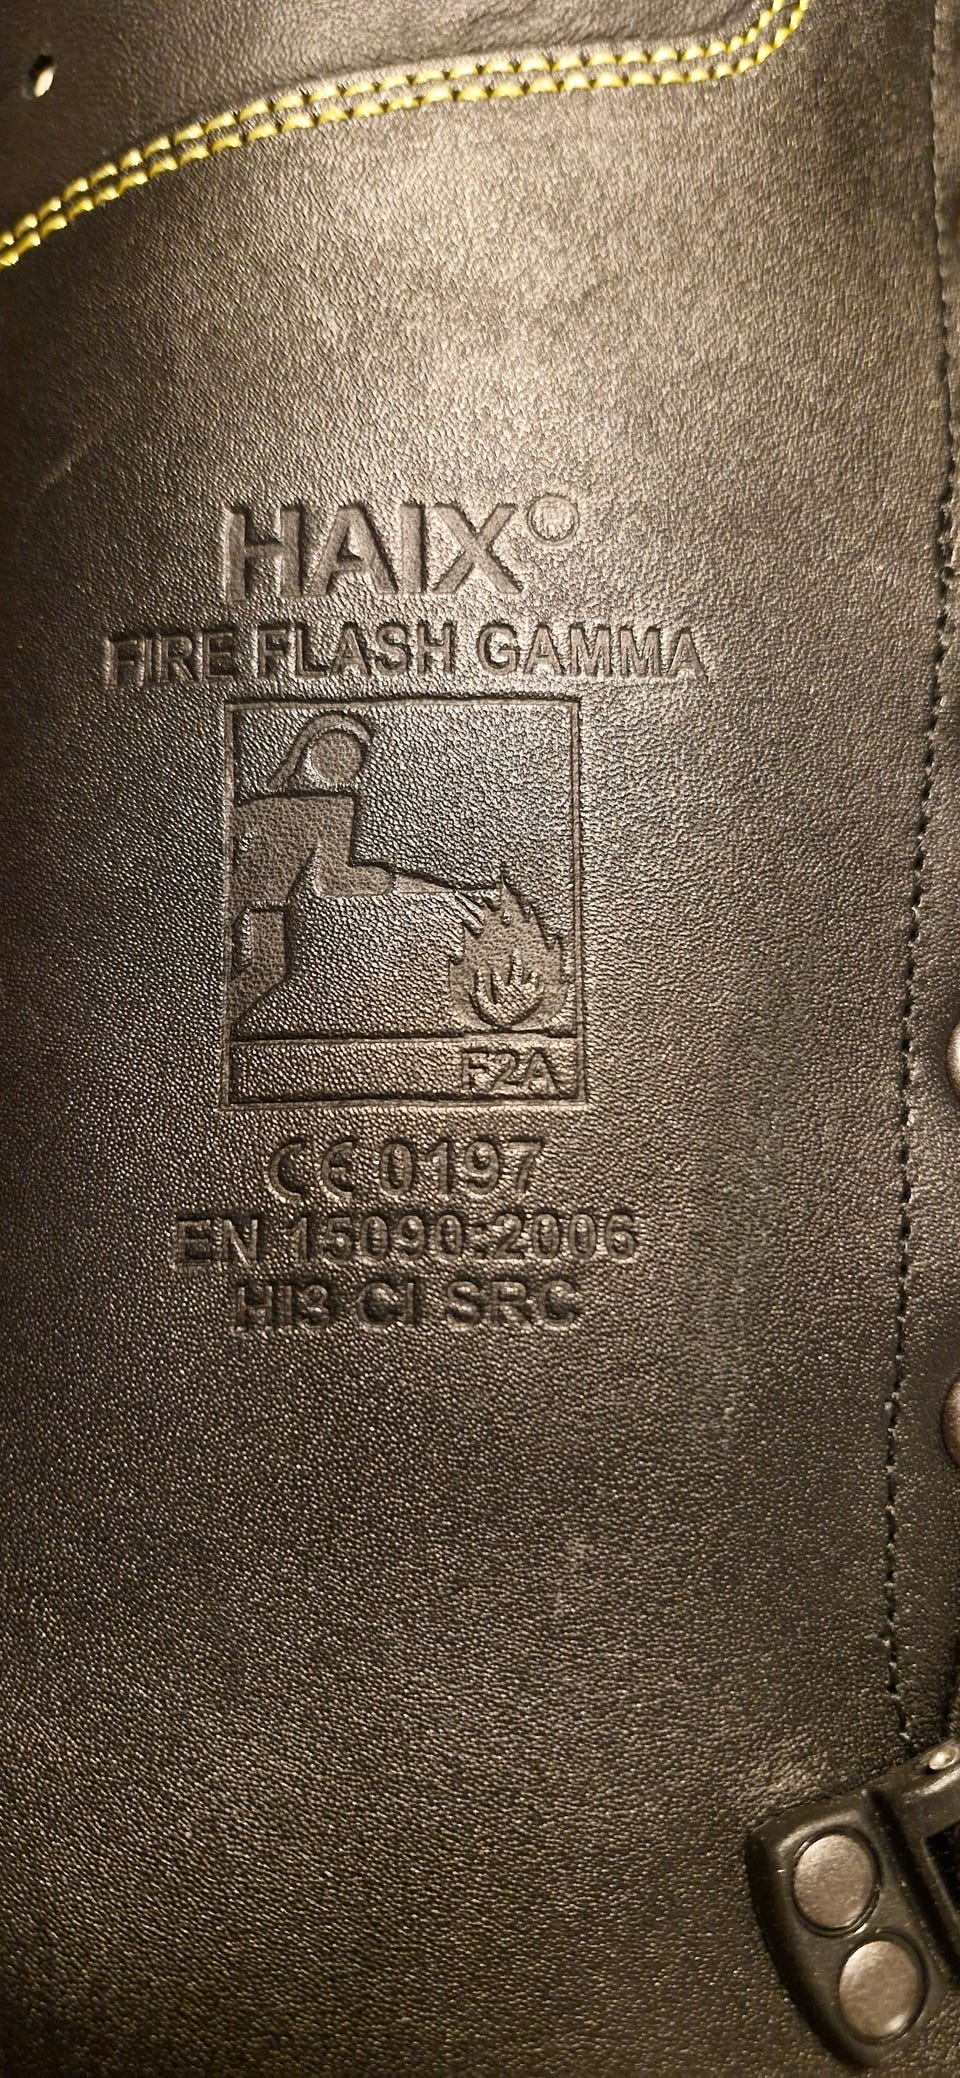 HAIX®
FIRE FLASH GAMMA
F2A
CE 0197
EN 15090:2006
HI3 CI SRC